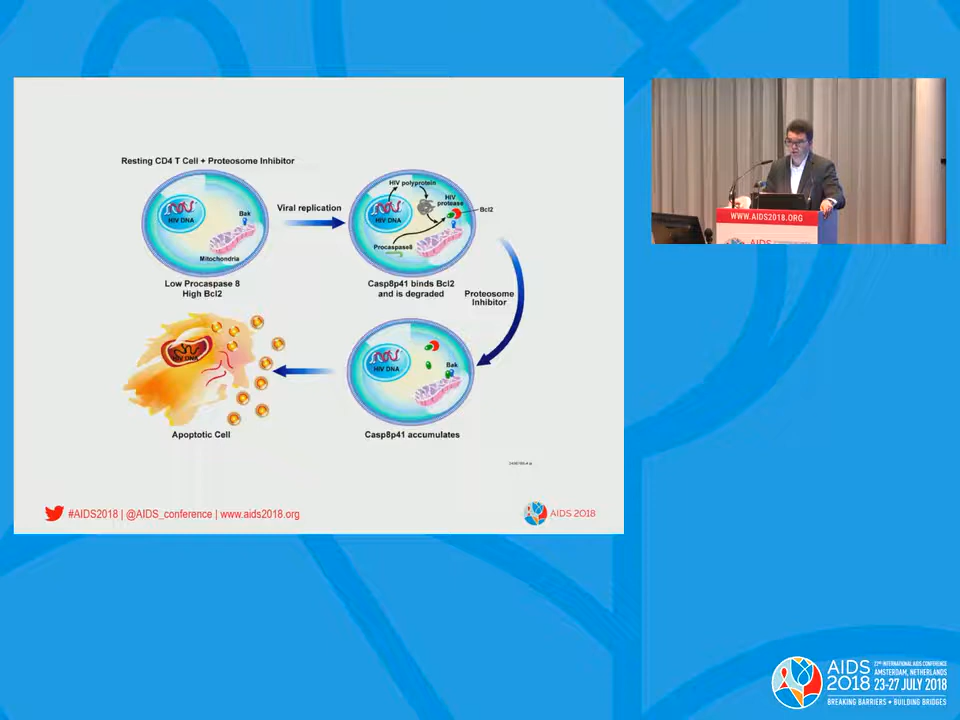 Resting CD4 T Cell + Proteosome Inhibitor
HIV DNA
Bak
Mitochondria
Low Procaspase 8
High Bcl2
Viral replication
HIV polyprotein
HIV
protease
Bcl2
HIV DNA
Procaspase8
Casp8p41 binds Bcl2
and is degraded
Proteosome
Inhibitor
HIV DNA
Bak
Casp8p41 accumulates
HIV DNA
Apoptotic Cell
#AIDS2018 | @AIDS_conference | www.aids2018.org
AIDS 2018
WWW.AIDS2018.ORG
AIDS
AIDS
2018
22ND INTERNATIONAL AIDS CONFERENCE
AMSTERDAM, NETHERLANDS
23-27 JULY 2018
BREAKING BARRIERS • BUILDING BRIDGES